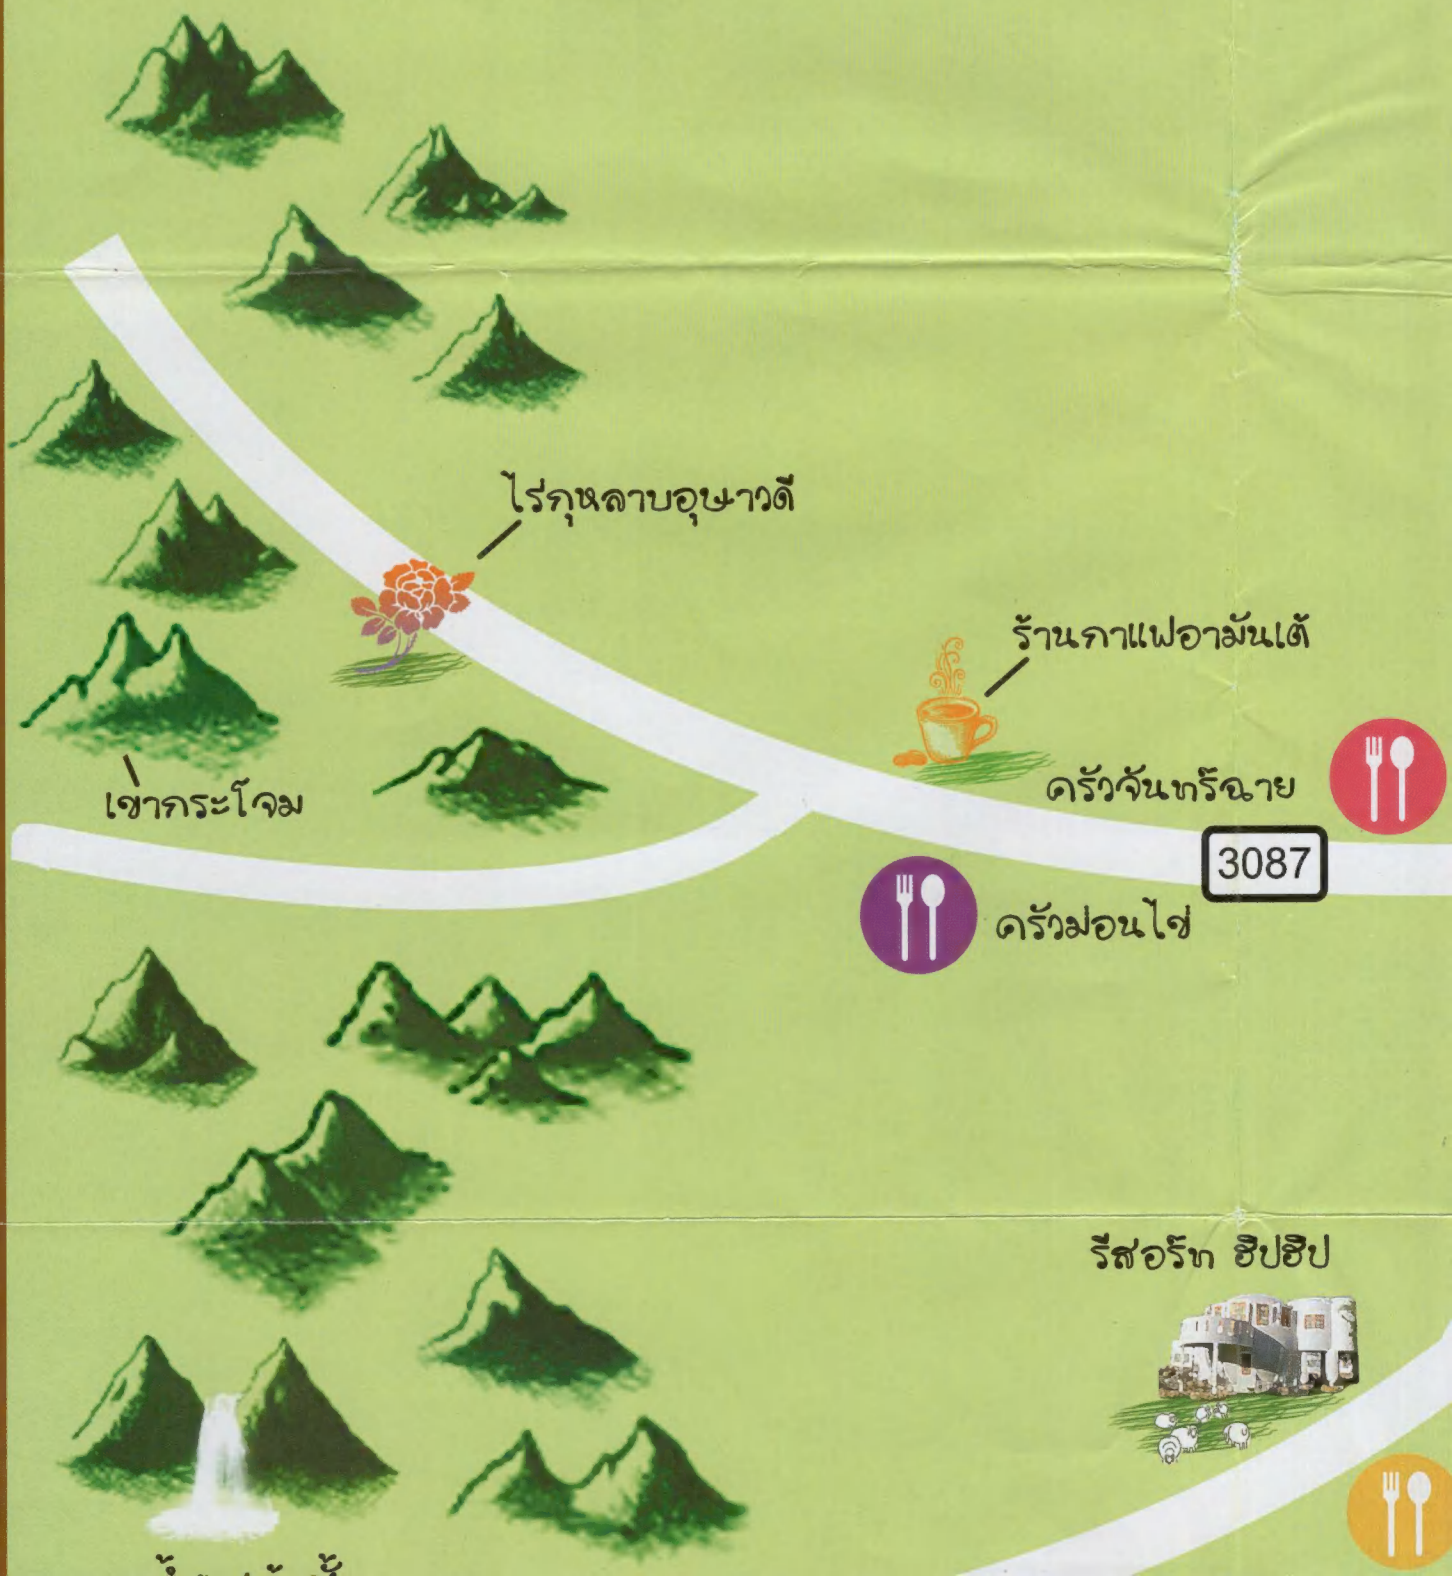 ไร่กุหลาบอุษาวดี
ร้านกาแฟอามันเต้
ครัวจันทร์ฉาย
เขากระโจม
3087
ครัวม่อนไข่
รีสอร์ท ฮิปฮิป